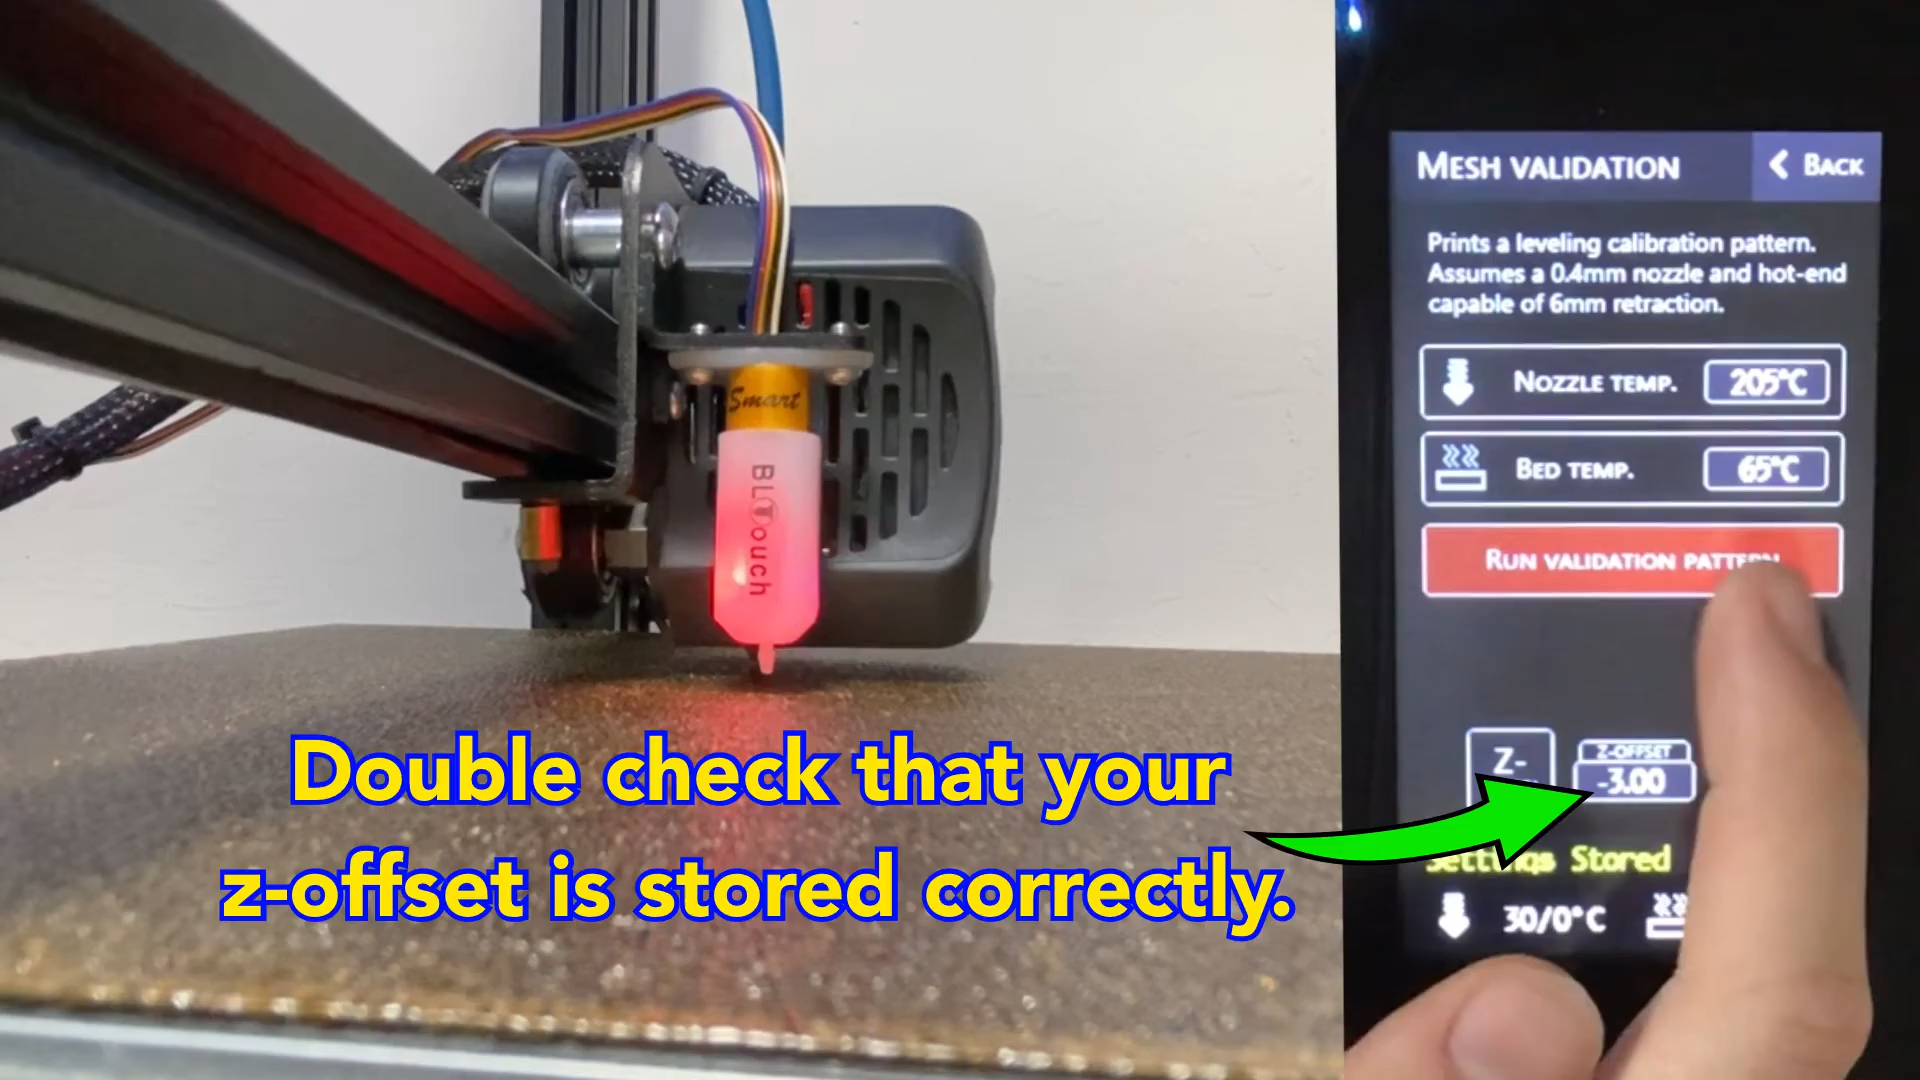 Smart
BLTouch
Double check that your
z-offset is stored correctly.
MESH VALIDATION
BACK
Prints a leveling calibration pattern.
Assumes a 0.4mm nozzle and hot-end
capable of 6mm retraction.
NOZZLE TEMP. 205°C
BED TEMP. 65°C
RUN VALIDATION PATTERN
Z-
Z-OFFSET
-3.00
Settings Stored
30/0°C